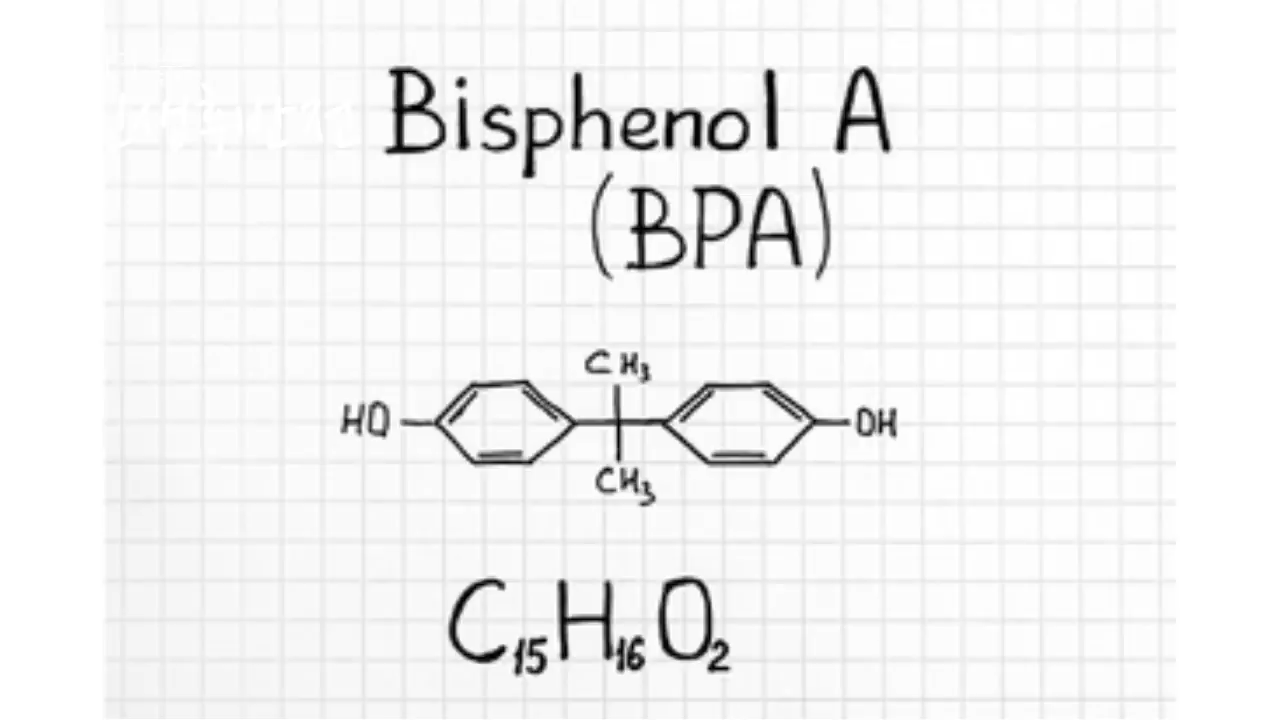 Bisphenol A
(BPA)
CH₃
HO
OH
CH₃
C₁₅H₁₆O₂